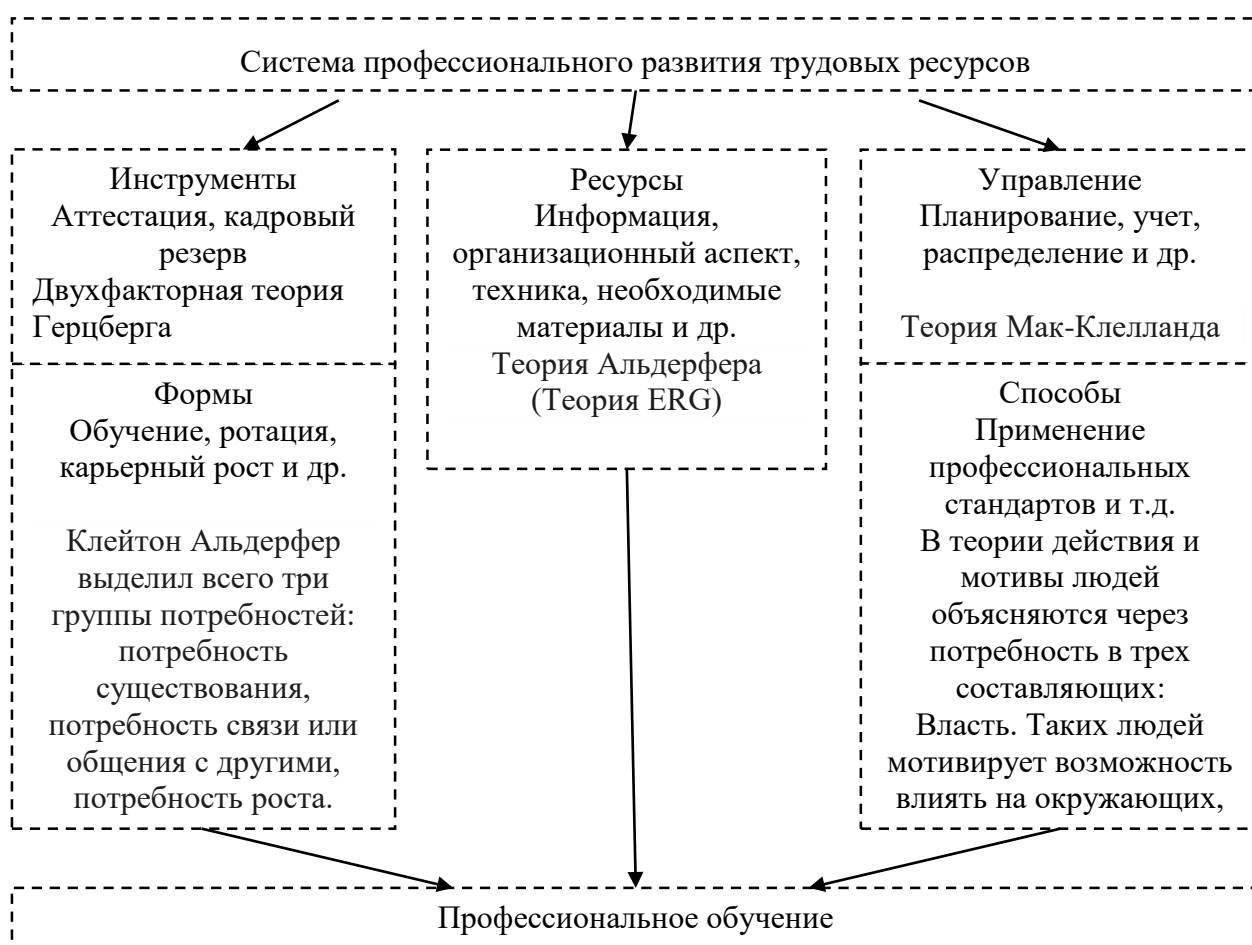 Система профессионального развития трудовых ресурсов
Инструменты
Аттестация, кадровый
резерв
Двухфакторная теория
Герцберга
Формы
Обучение, ротация,
карьерный рост и др.
Клейтон Альдерфер
выделил всего три
группы потребностей:
потребность
существования,
потребность связи или
общения с другими,
потребность роста.
Ресурсы
Информация,
организационный аспект,
техника, необходимые
материалы и др.
Теория Альдерфера
(Теория ERG)
Управление
Планирование, учет,
распределение и др.
Теория Мак-Клелланда
Способы
Применение
профессиональных
стандартов и т.д.
В теории действия и
мотивы людей
объясняются через
потребность в трех
составляющих:
Власть. Таких людей
мотивирует возможность
влиять на окружающих,
Профессиональное обучение